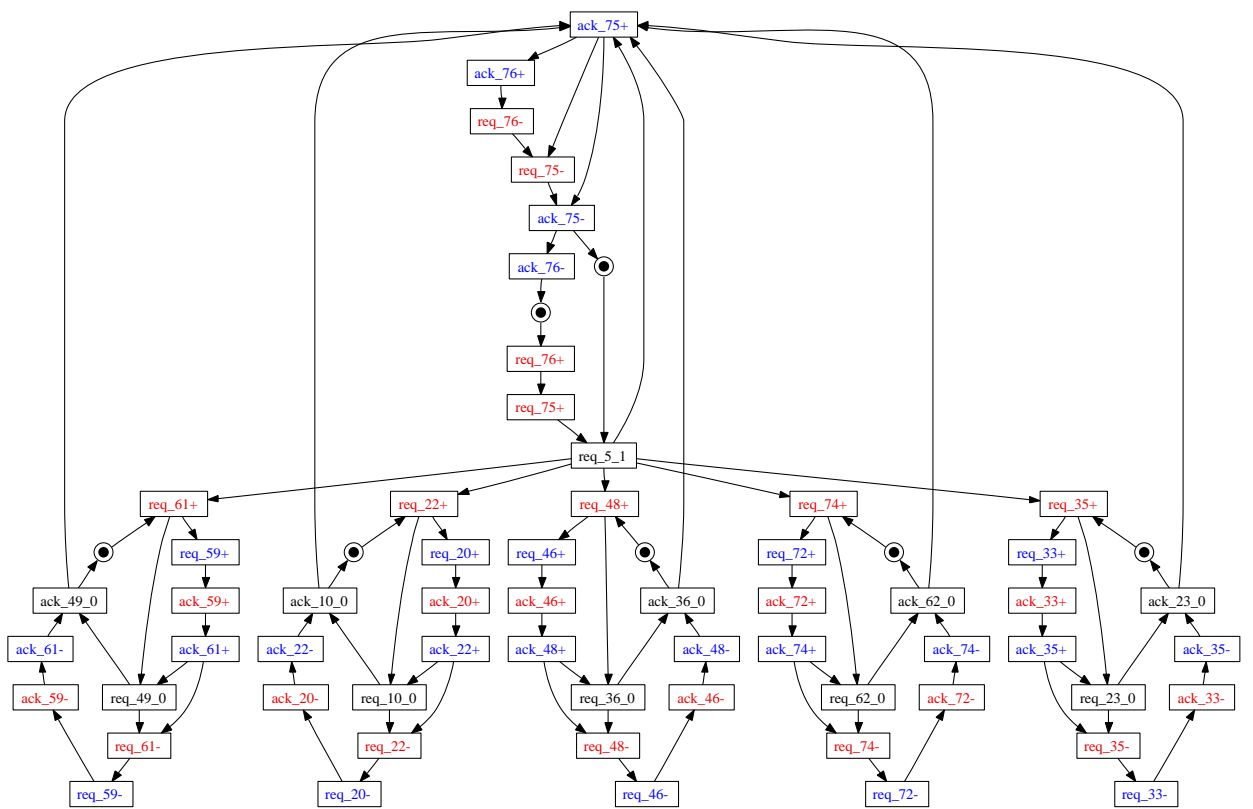 ack_75+
ack_76+
req_76-
req_75-
ack_75-
ack_76-
req_76+
req_75+
req_5_1
req_61+ req_22+ req_48+ req_74+ req_35+
req_59+ req_20+ req_46+ req_72+ req_33+
ack_49_0 ack_59+ ack_10_0 ack_20+ ack_46+ ack_36_0 ack_72+ ack_62_0 ack_33+ ack_23_0
ack_61- ack_61+ ack_22- ack_22+ ack_48+ ack_48- ack_74+ ack_74- ack_35+ ack_35-
ack_59- req_49_0 ack_20- req_10_0 req_36_0 ack_46- req_62_0 ack_72- req_23_0 ack_33-
req_61- req_22- req_48- req_74- req_35-
req_59- req_20- req_46- req_72- req_33-